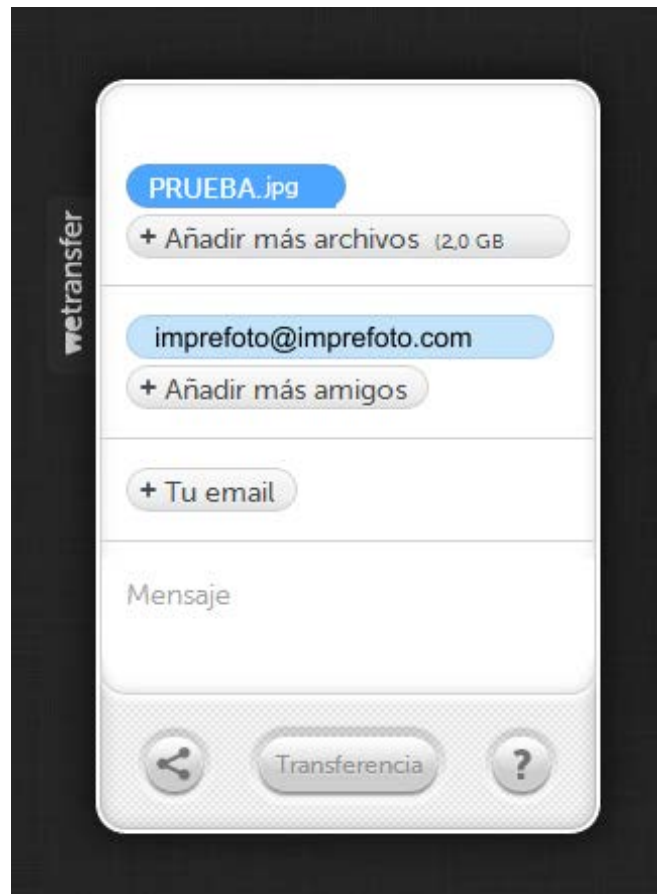 wetransfer
PRUEBA.jpg
+ Añadir más archivos (2,0 GB
imprefoto@imprefoto.com
+ Añadir más amigos
+ Tu email
Mensaje
Transferencia
?